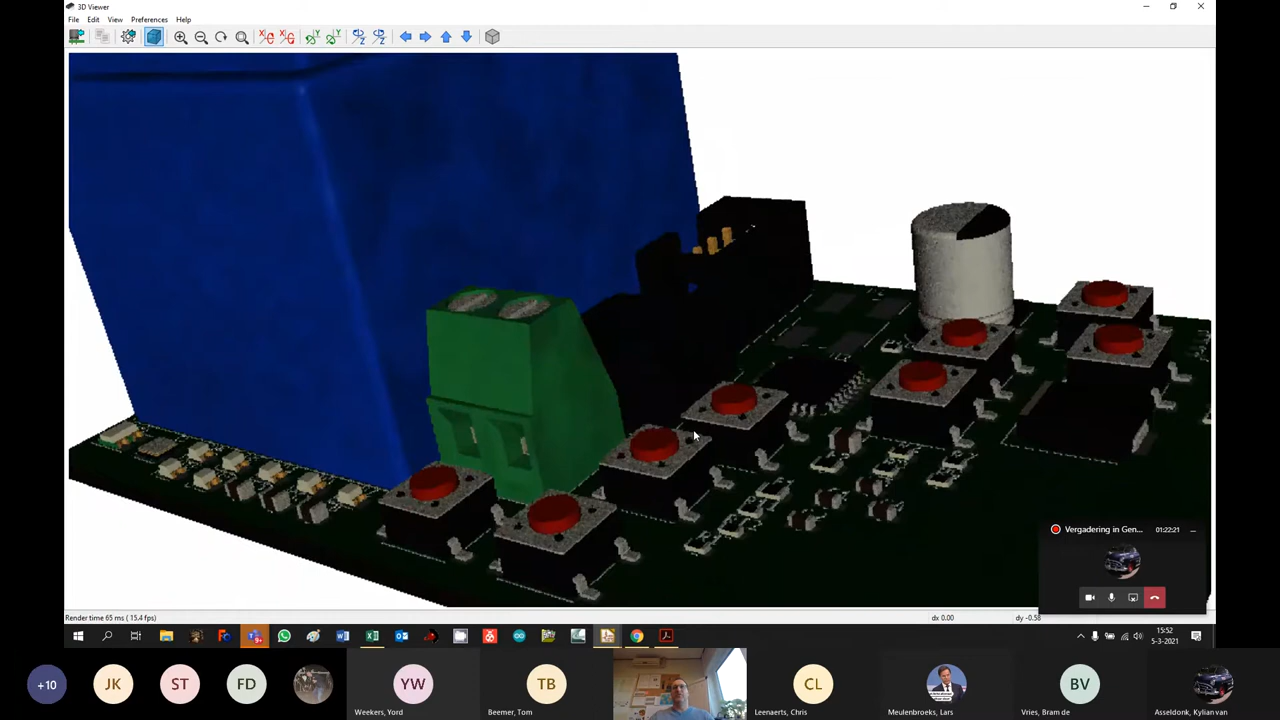 3D Viewer
File Edit View Preferences Help
Render time 65 ms ( 15.4 fps)
dx 0.00
dy -0.58
Vergadering in Gen...
01:22:21
15:52
5-3-2021
+10
JK
ST
FD
YW
Weekers, Yord
TB
Beemer, Tom
CL
Leenaerts, Chris
Meulenbroeks, Lars
BV
Vries, Bram de
Asseldonk, Kylian van